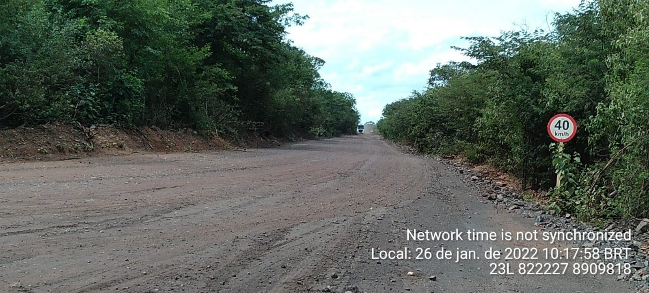 40
km/h
Network time is not synchronized
Local: 26 de jan. de 2022 10:17:58 BRT
23L 822227 8909818